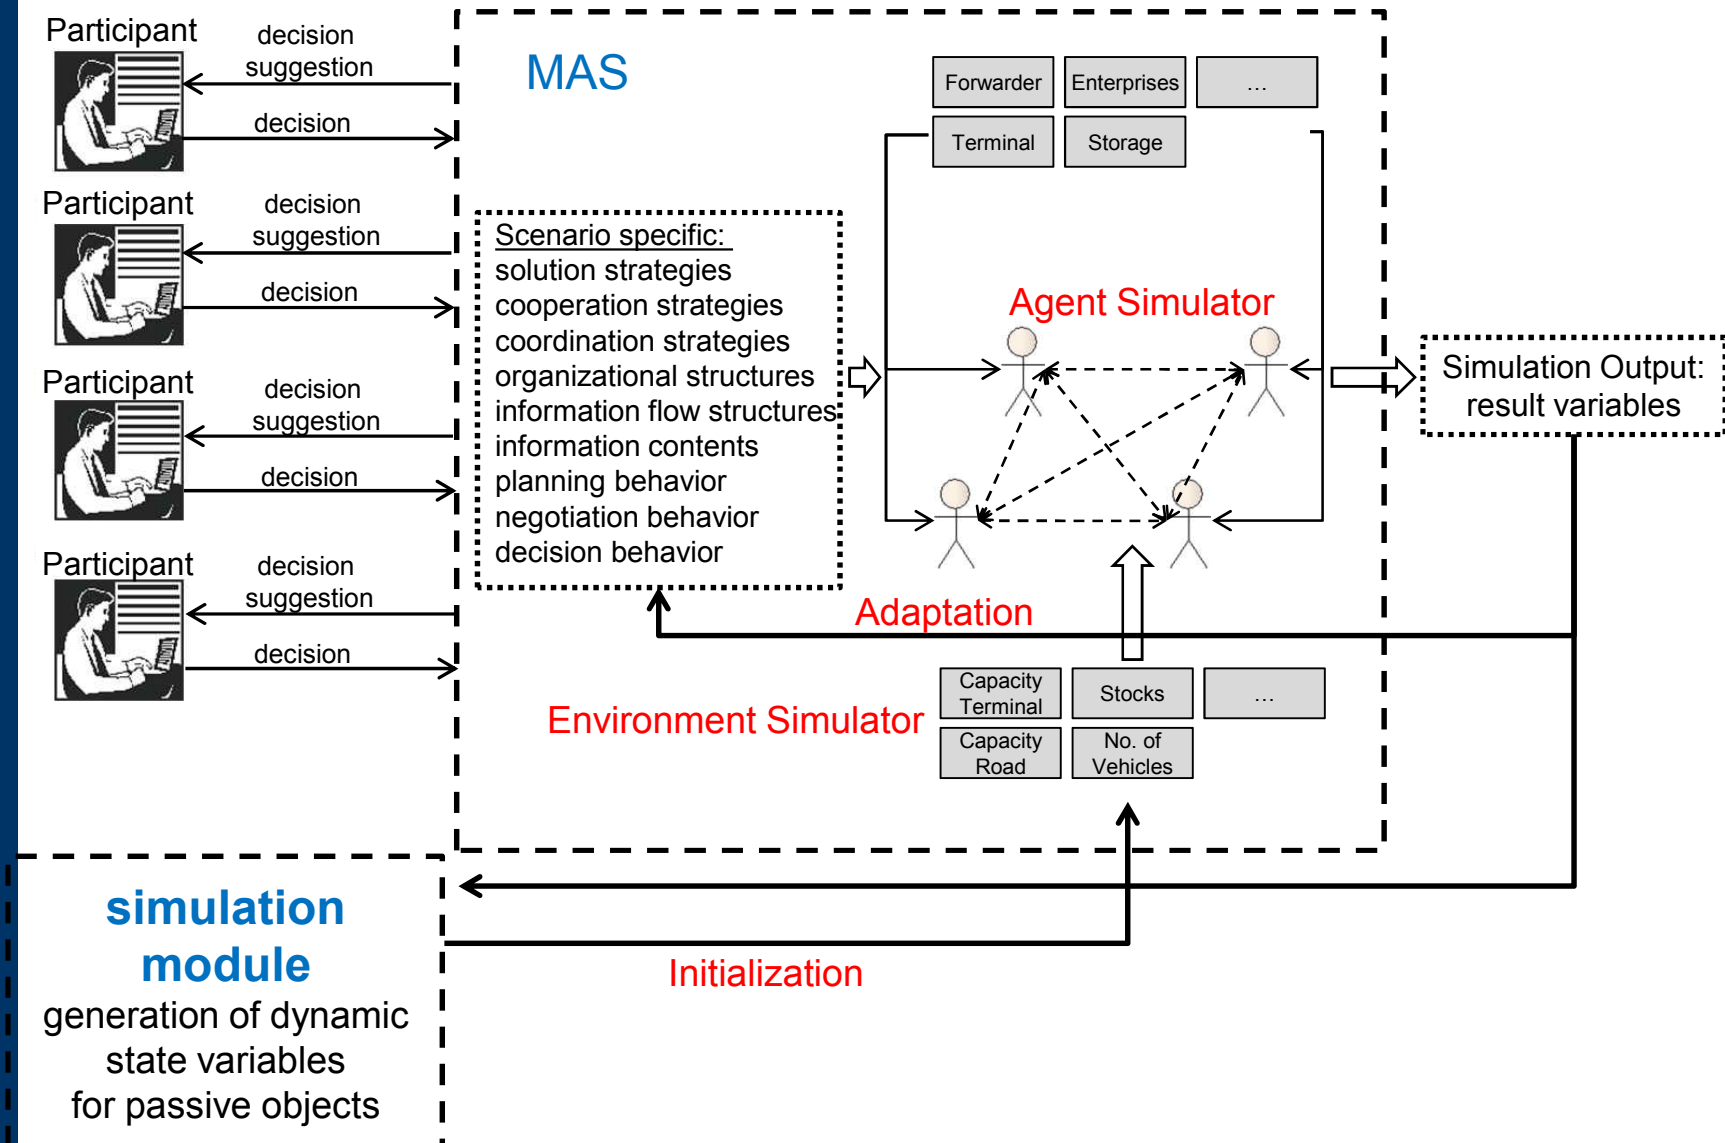 Participant
decision
suggestion
decision
Participant
decision
suggestion
decision
Participant
decision
suggestion
decision
Participant
decision
suggestion
decision
MAS
Forwarder
Enterprises
…
Terminal
Storage
Scenario specific:
solution strategies
cooperation strategies
coordination strategies
organizational structures
information flow structures
information contents
planning behavior
negotiation behavior
decision behavior
Agent Simulator
Simulation Output:
result variables
Adaptation
Environment Simulator
Capacity
Terminal
Stocks
…
Capacity
Road
No. of
Vehicles
simulation
module
generation of dynamic
state variables
for passive objects
Initialization